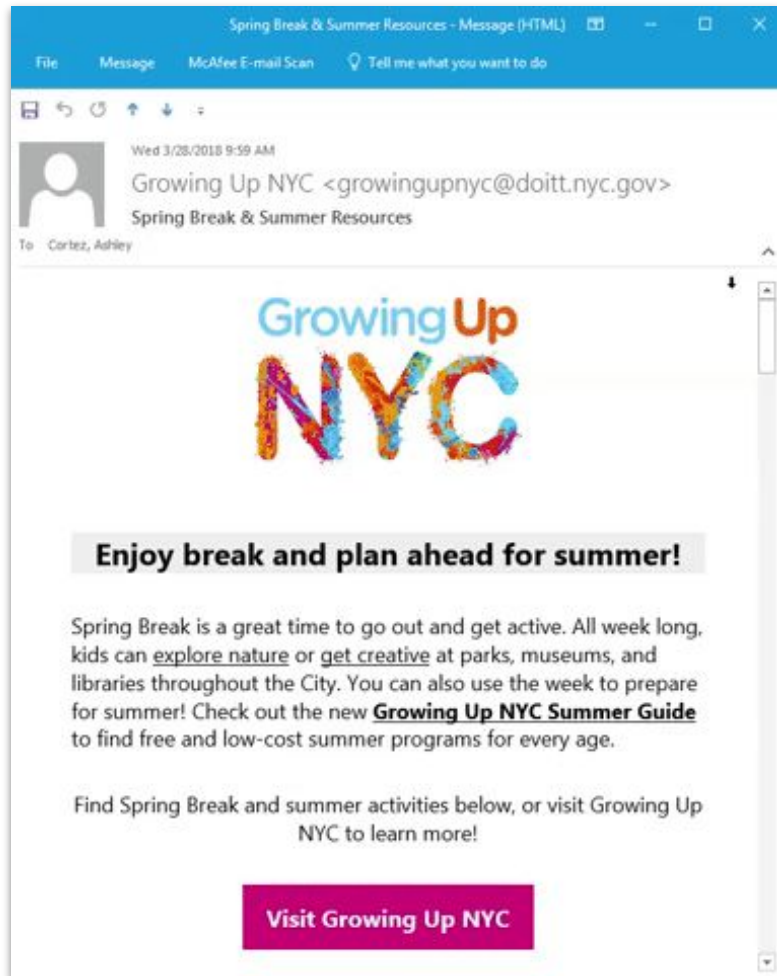 Spring Break & Summer Resources - Message (HTML)
File Message McAfee E-mail Scan Tell me what you want to do
Wed 3/28/2018 9:59 AM
Growing Up NYC <growingupnyc@doitt.nyc.gov>
Spring Break & Summer Resources
To Cortez, Ashley
Growing Up
NYC
Enjoy break and plan ahead for summer!
Spring Break is a great time to go out and get active. All week long,
kids can explore nature or get creative at parks, museums, and
libraries throughout the City. You can also use the week to prepare
for summer! Check out the new Growing Up NYC Summer Guide
to find free and low-cost summer programs for every age.
Find Spring Break and summer activities below, or visit Growing Up
NYC to learn more!
Visit Growing Up NYC